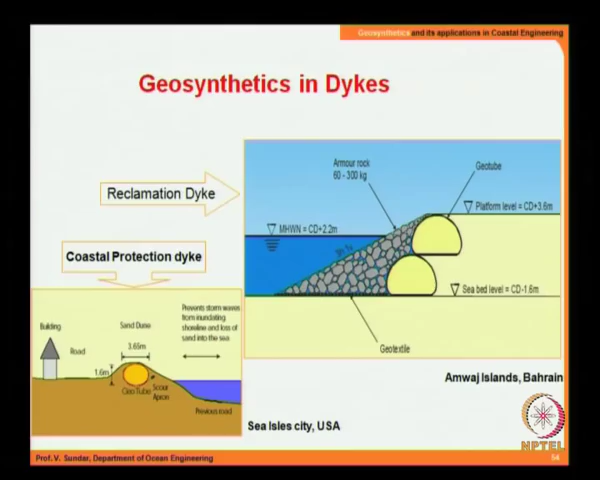 Geosynthetics and its applications in Coastal Engineering
Geosynthetics in Dykes
Reclamation Dyke
Armour rock
60 - 300 kg
Geotube
Platform level = CD+3.6m
MHWN = CD+2.2m
Sea bed level = CD-1.6m
Geotextile
Amwaj Islands, Bahrain
Coastal Protection dyke
Building
Road
Sand Dune
3.65m
1.6m
Geo Tube
Scour
Apron
Prevents storm waves
from inundating
shoreline and loss of
sand into the sea
Previous road
Sea Isles city, USA
NPTEL
Prof.V. Sundar, Department of Ocean Engineering
54